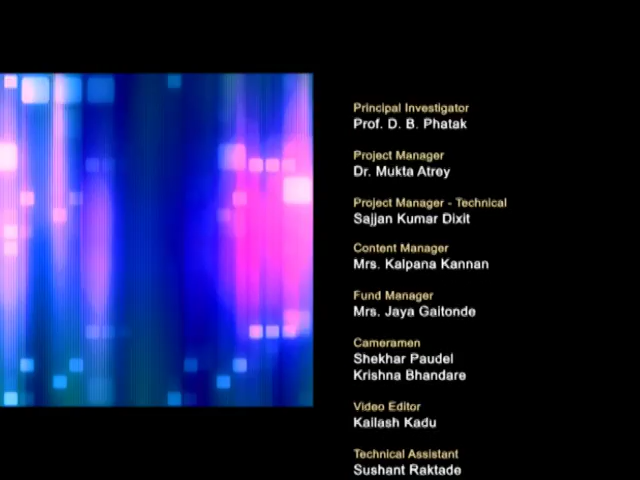 Principal Investigator
Prof. D. B. Phatak
Project Manager
Dr. Mukta Atrey
Project Manager - Technical
Sajjan Kumar Dixit
Content Manager
Mrs. Kalpana Kannan
Fund Manager
Mrs. Jaya Gaitonde
Cameramen
Shekhar Paudel
Krishna Bhandare
Video Editor
Kailash Kadu
Technical Assistant
Sushant Raktade